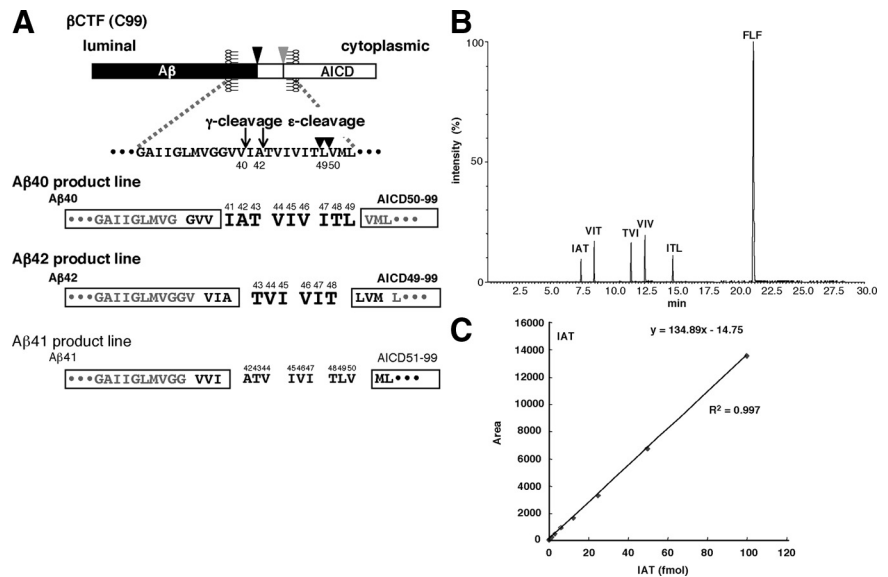 A
βCTF (C99)
luminal cytoplasmic
Aβ AICD
γ-cleavage ε-cleavage
•••GAIIGLMVGGVVIATVIVITLVML•••
40 42 49 50
Aβ40 product line
Aβ40 AICD50-99
41 42 43 44 45 46 47 48 49
•••GAIIGLMVG GVV IAT VIV ITL VML•••
Aβ42 product line
Aβ42 AICD49-99
43 44 45 46 47 48
•••GAIIGLMVGGV VIA TVI VIT LVM L•••
Aβ41 product line
Aβ41 AICD51-99
424344 454647 484950
•••GAIIGLMVGG VVI ATV IVI TLV ML•••
B
FLF
100
50
0
intensity (%)
IAT VIT TVI VIV ITL
2.5 5.0 7.5 10.0 12.5 15.0 17.5 20.0 22.5 25.0 27.5 30.0
min
C
IAT
y = 134.89x - 14.75
R² = 0.997
16000
14000
12000
10000
8000
6000
4000
2000
0
Area
0 20 40 60 80 100 120
IAT (fmol)